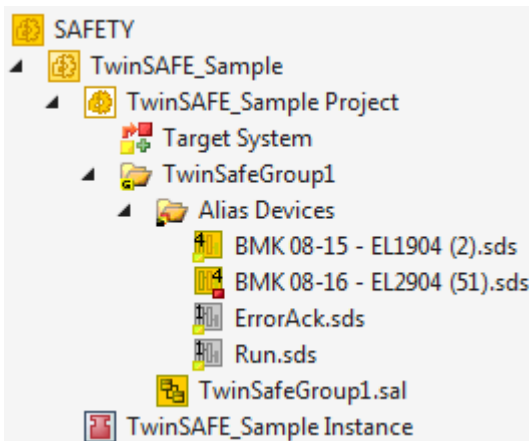 SAFETY
TwinSAFE_Sample
TwinSAFE_Sample Project
Target System
TwinSafeGroup1
Alias Devices
BMK 08-15 - EL1904 (2).sds
BMK 08-16 - EL2904 (51).sds
ErrorAck.sds
Run.sds
TwinSafeGroup1.sal
TwinSAFE_Sample Instance